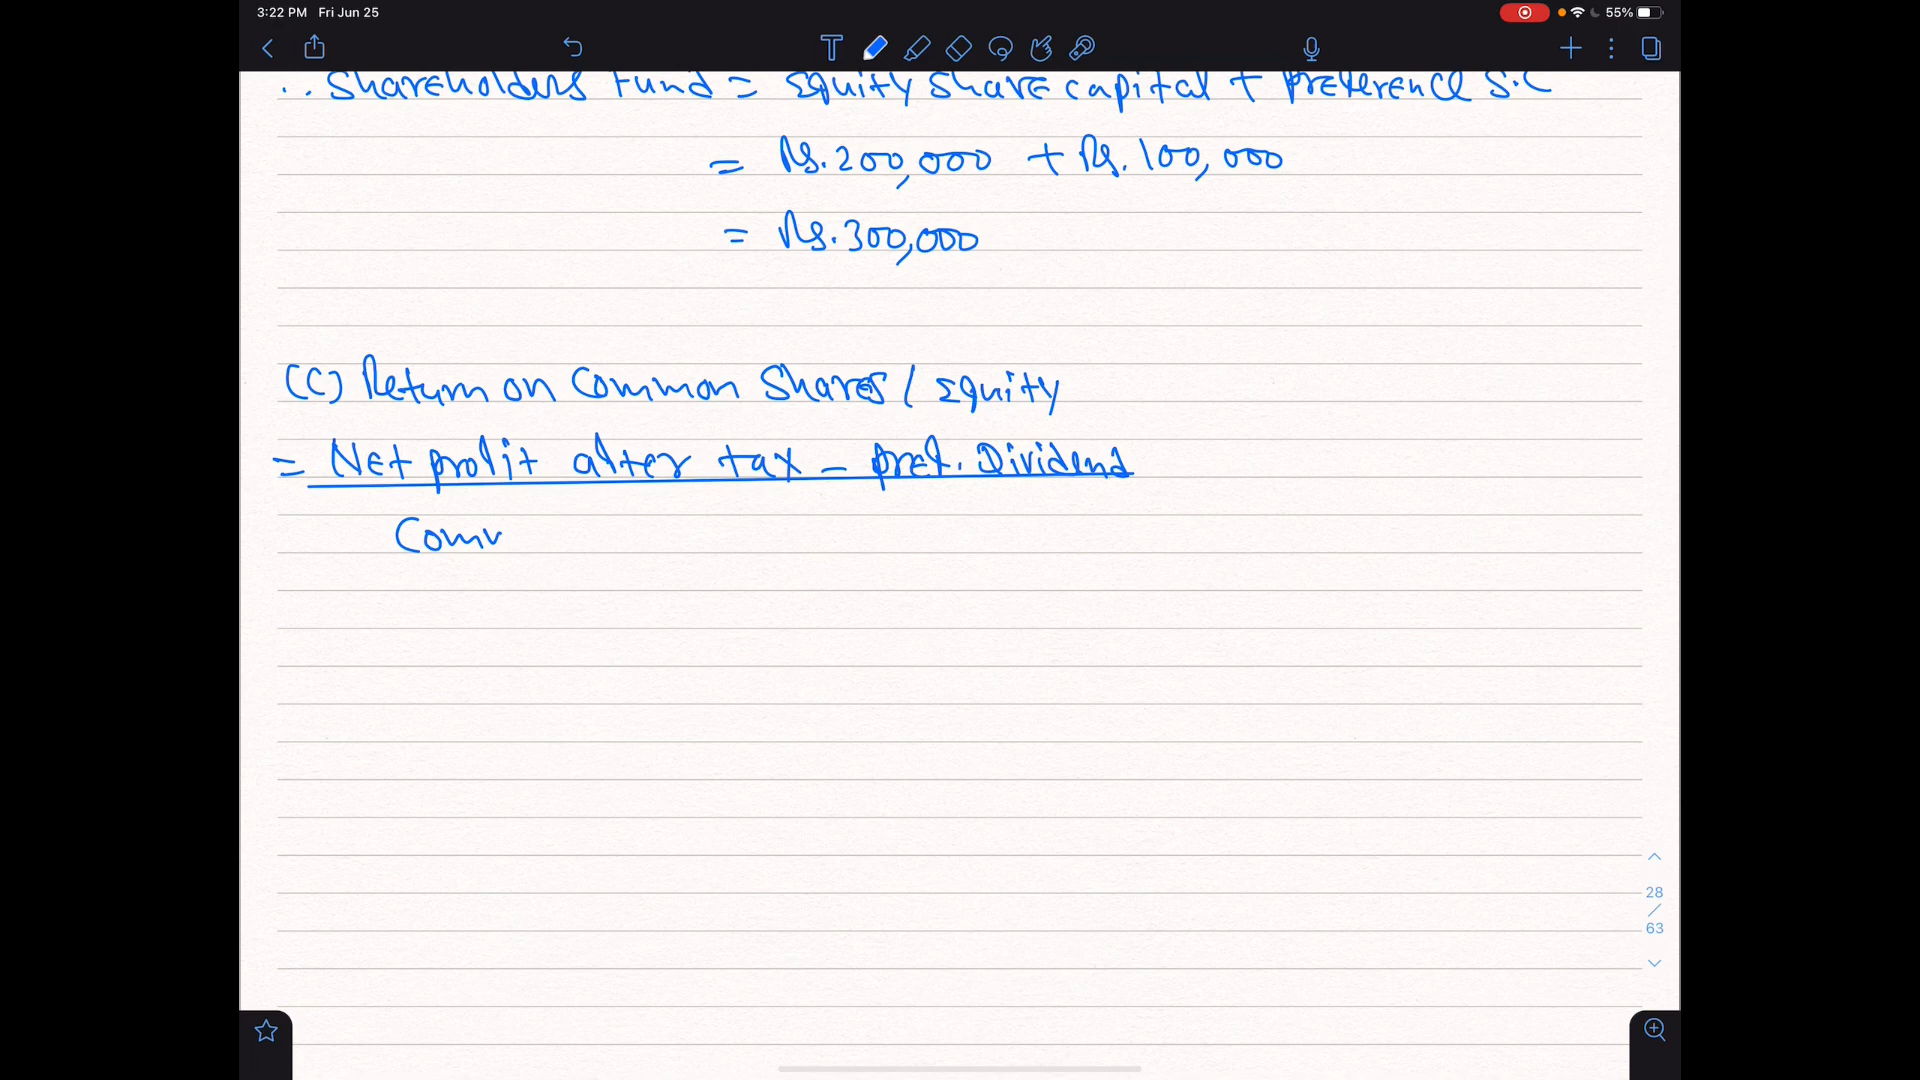 3:22 PM Fri Jun 25
55%
∴ Shareholders fund = Equity Share capital + Preference S.C
= Rs.200,000 + Rs.100,000
= Rs.300,000
(C) Return on Common Shares / Equity
= Net profit after tax - pref. Dividend
Com
28
/
63